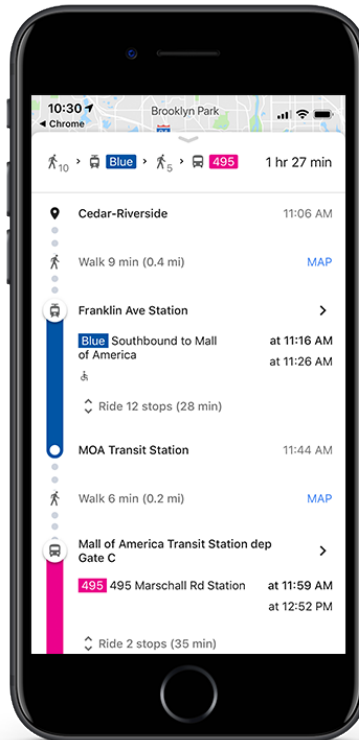 10:30
Brooklyn Park
Chrome
10 Blue 5 495 1 hr 27 min
Cedar-Riverside 11:06 AM
Walk 9 min (0.4 mi) MAP
Franklin Ave Station
Blue Southbound to Mall at 11:16 AM
of America at 11:26 AM
Ride 12 stops (28 min)
MOA Transit Station 11:44 AM
Walk 6 min (0.2 mi) MAP
Mall of America Transit Station dep
Gate C
495 495 Marschall Rd Station at 11:59 AM
at 12:52 PM
Ride 2 stops (35 min)